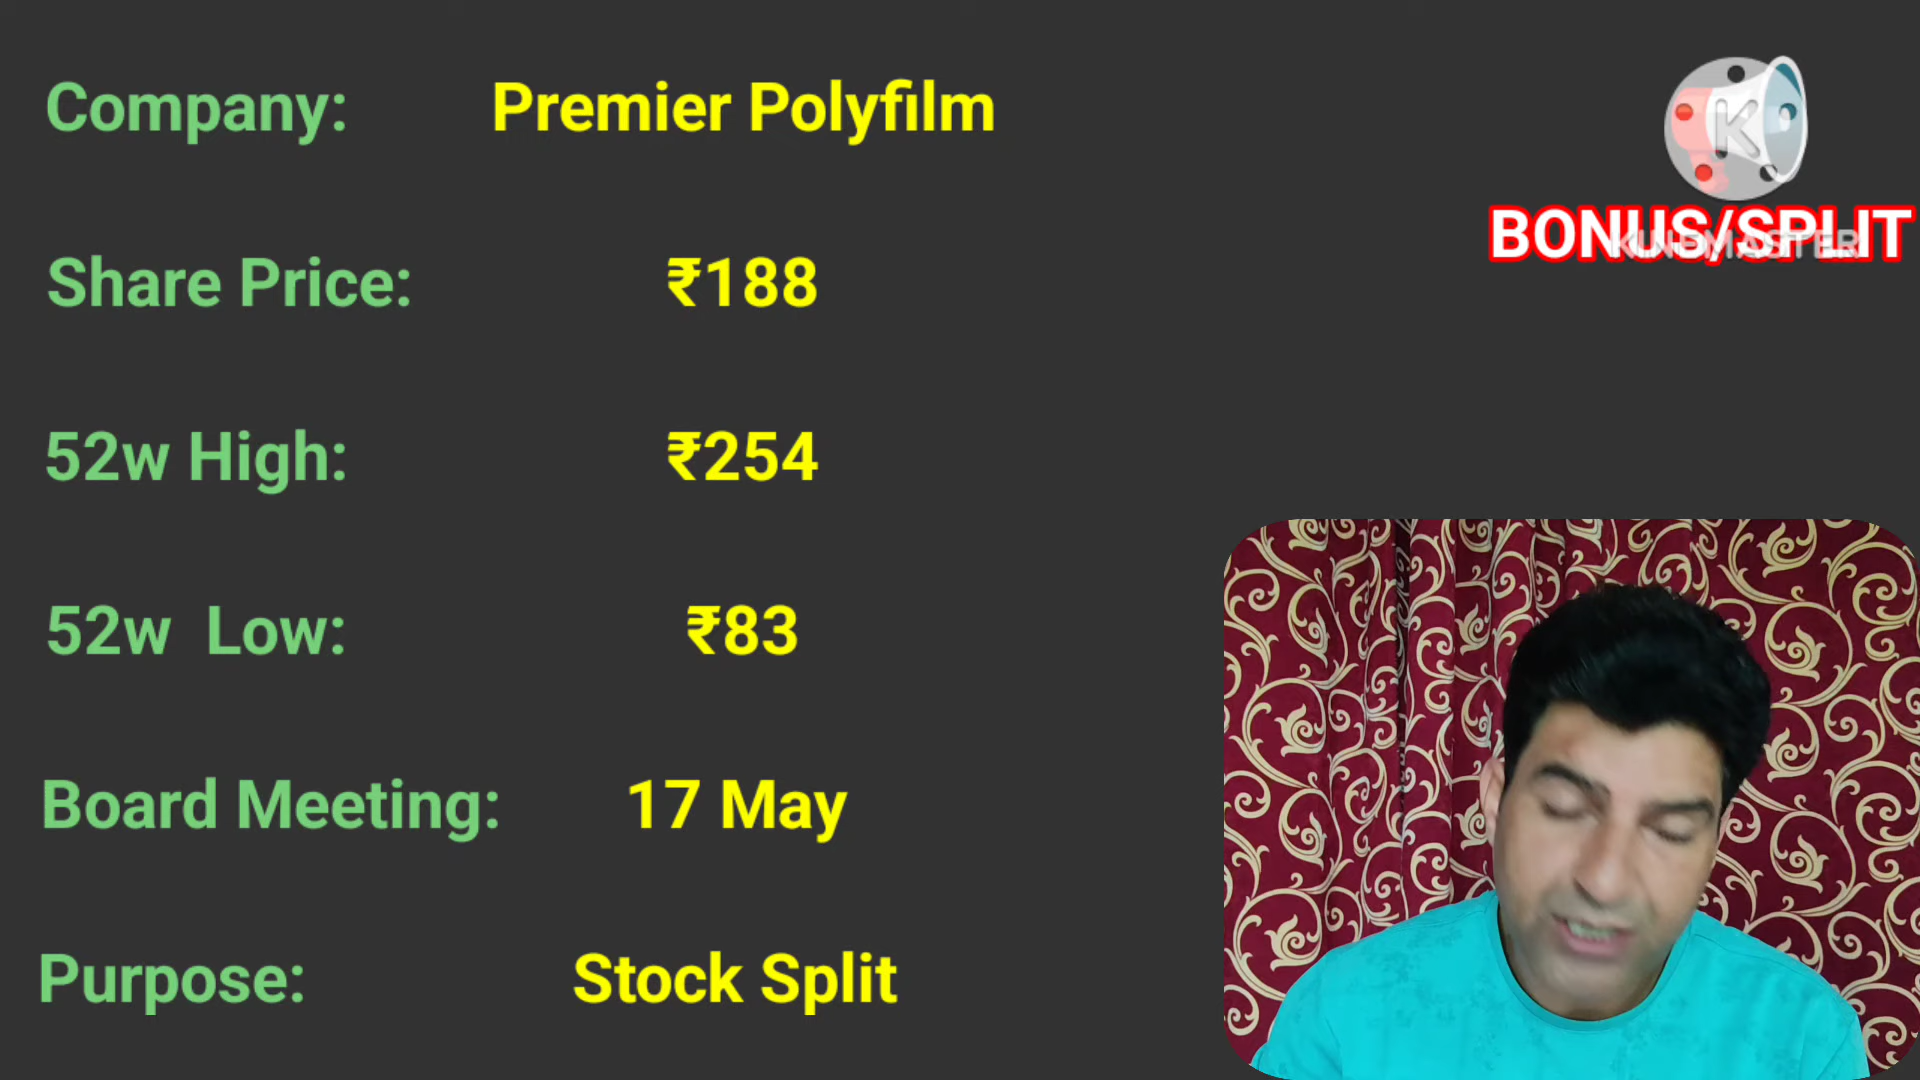 Company: Premier Polyfilm
BONUS/SPLIT
KINEMASTER
Share Price: ₹188
52w High: ₹254
52w Low: ₹83
Board Meeting: 17 May
Purpose: Stock Split